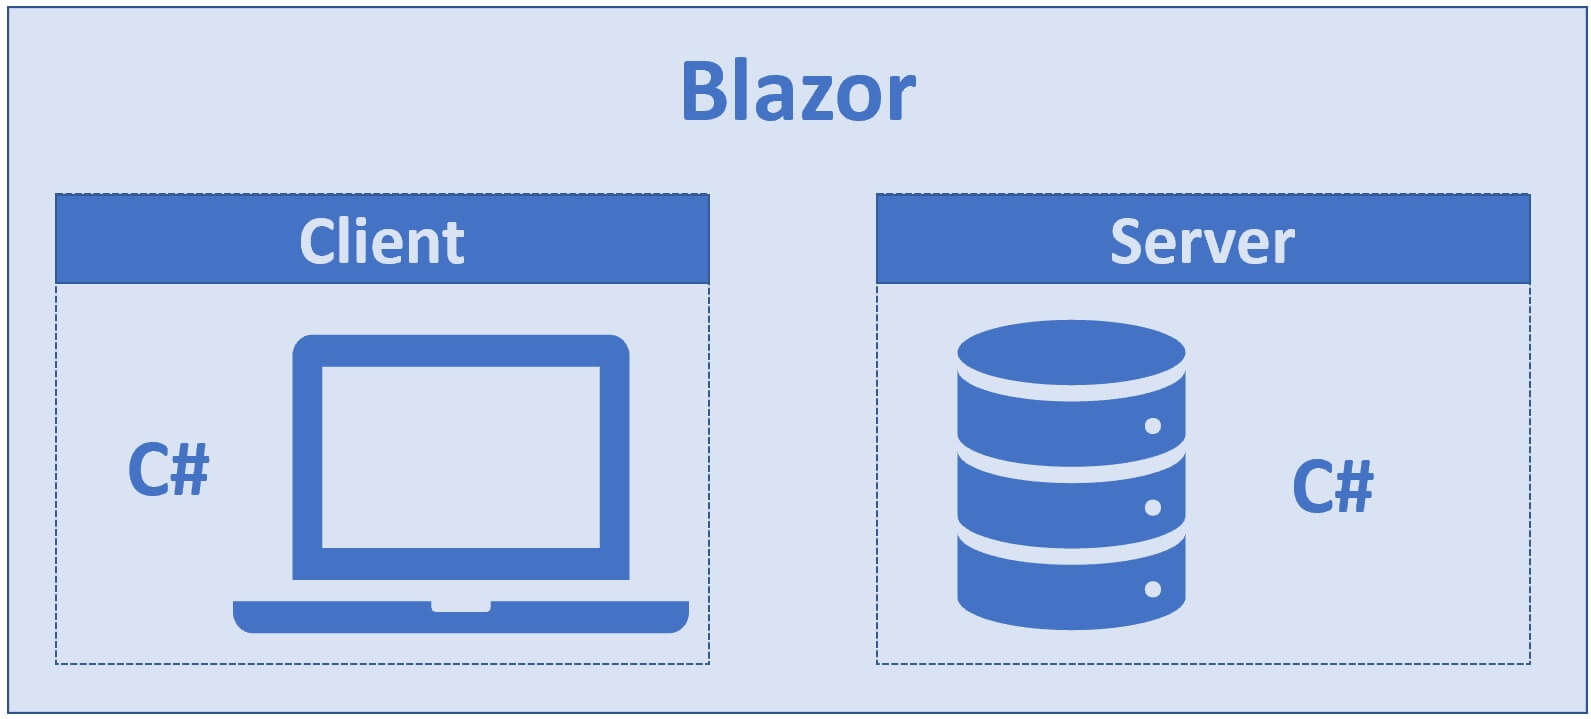 Blazor
Client
Server
C#
C#